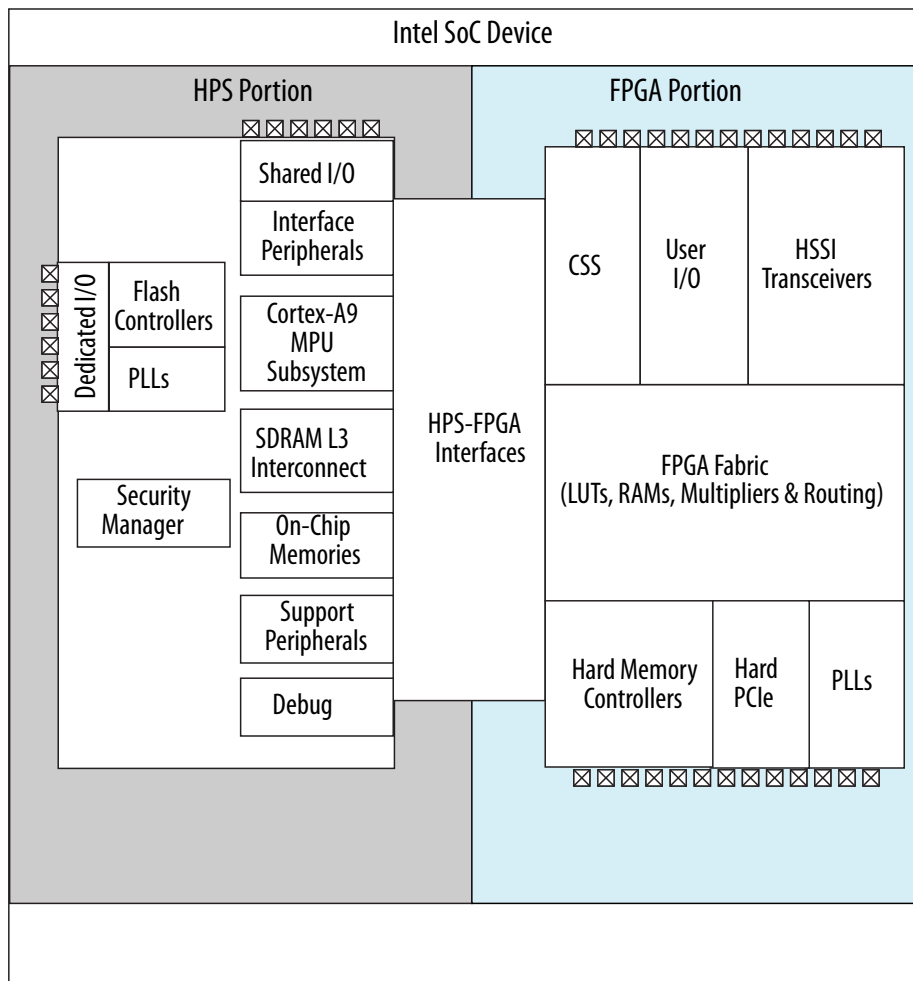 Intel SoC Device
HPS Portion
FPGA Portion
Shared I/O
Interface
Peripherals
Dedicated I/O
Flash
Controllers
PLLs
Cortex-A9
MPU
Subsystem
SDRAM L3
Interconnect
Security
Manager
On-Chip
Memories
Support
Peripherals
Debug
HPS-FPGA
Interfaces
CSS
User
I/O
HSSI
Transceivers
FPGA Fabric
(LUTs, RAMs, Multipliers & Routing)
Hard Memory
Controllers
Hard
PCIe
PLLs